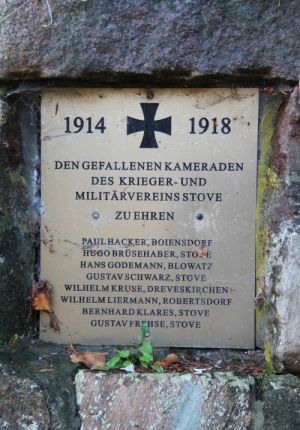 1914 1918
DEN GEFALLENEN KAMERADEN
DES KRIEGER- UND
MILITÄRVEREINS STOVE
ZU EHREN
PAUL HACKER, BOIENSDORF
HUGO BRÜSEHABER, STOVE
HANS GODEMANN, BLOWATZ
GUSTAV SCHWARZ, STOVE
WILHELM KRUSE, DREVESKIRCHEN
WILHELM LIERMANN, ROBERTSDORF
BERNHARD KLARES, STOVE
GUSTAV FREHSE, STOVE